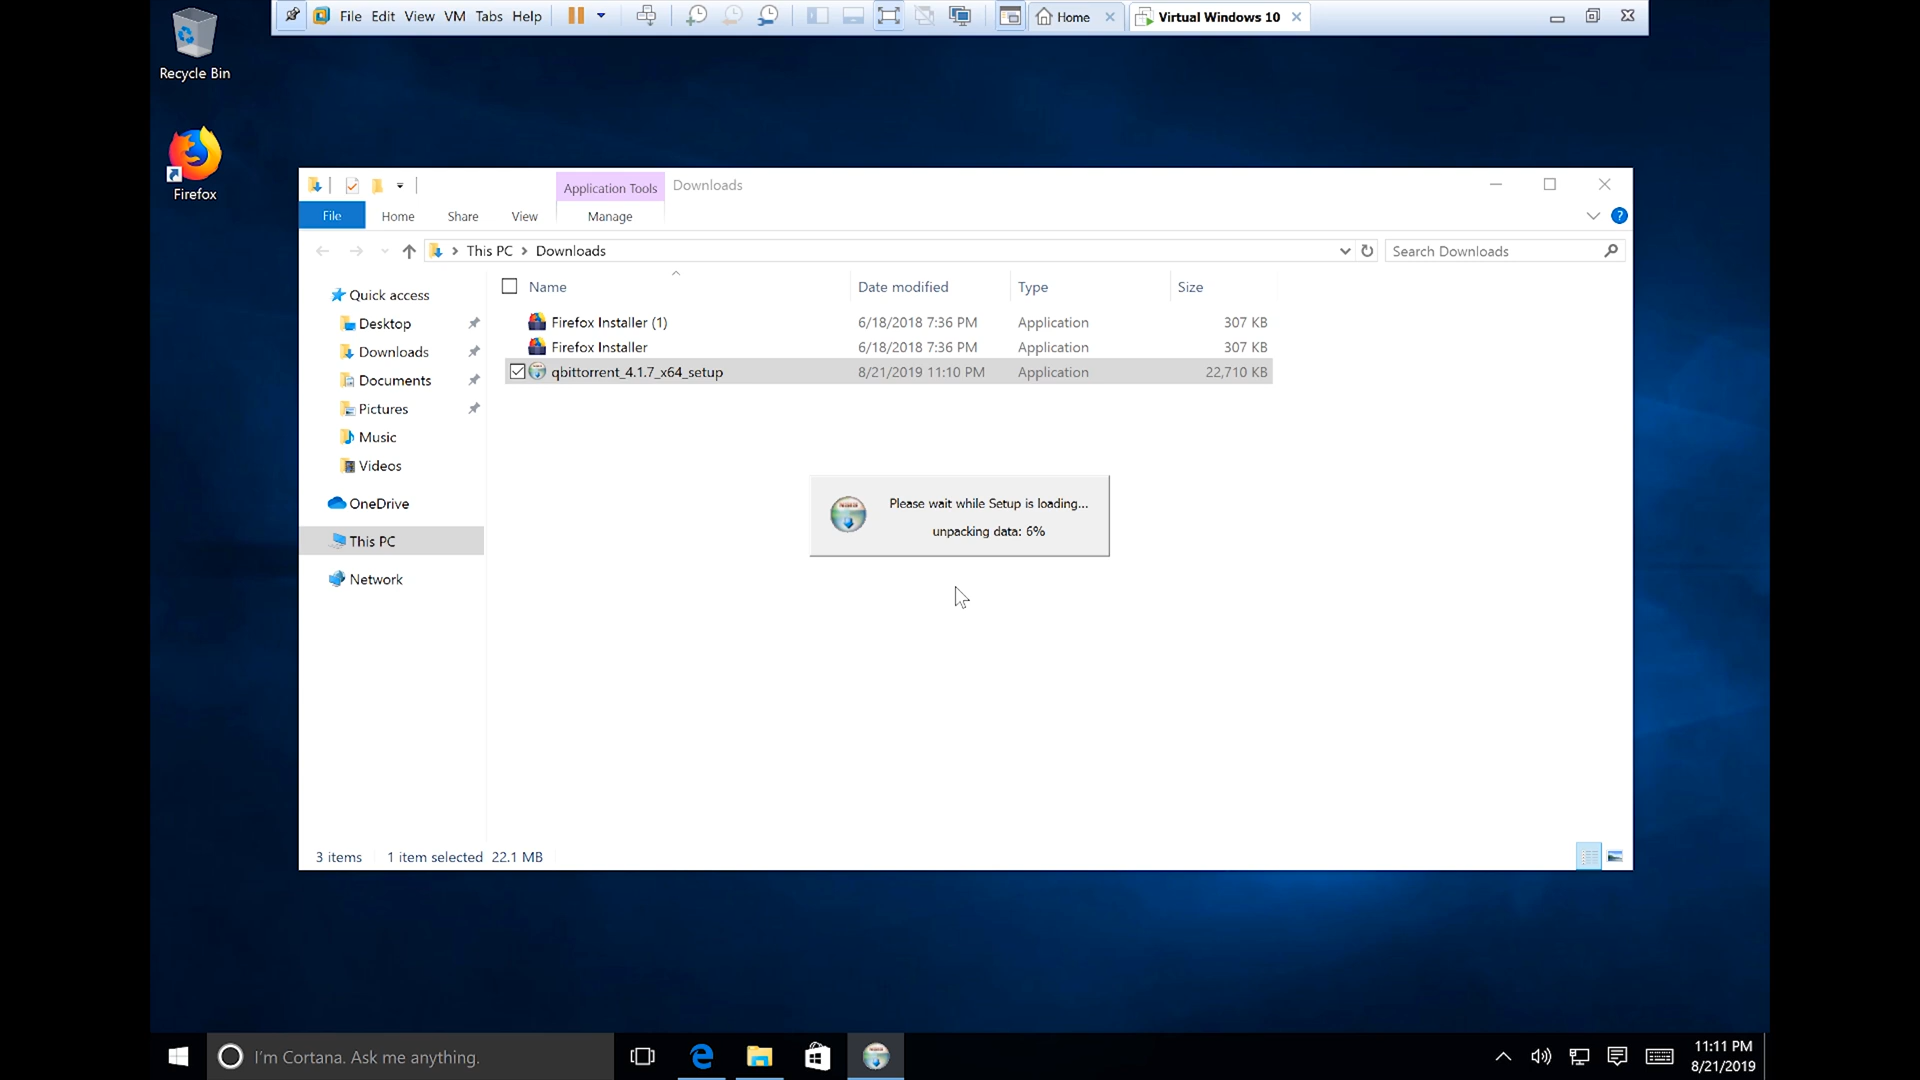 File Edit View VM Tabs Help
Home
Virtual Windows 10
Recycle Bin
Firefox
Application Tools Downloads
File Home Share View Manage
This PC Downloads
Search Downloads
Name Date modified Type Size
Firefox Installer (1) 6/18/2018 7:36 PM Application 307 KB
Firefox Installer 6/18/2018 7:36 PM Application 307 KB
qbittorrent_4.1.7_x64_setup 8/21/2019 11:10 PM Application 22,710 KB
Quick access
Desktop
Downloads
Documents
Pictures
Music
Videos
OneDrive
This PC
Network
Please wait while Setup is loading...
unpacking data: 6%
3 items 1 item selected 22.1 MB
I'm Cortana. Ask me anything.
11:11 PM
8/21/2019